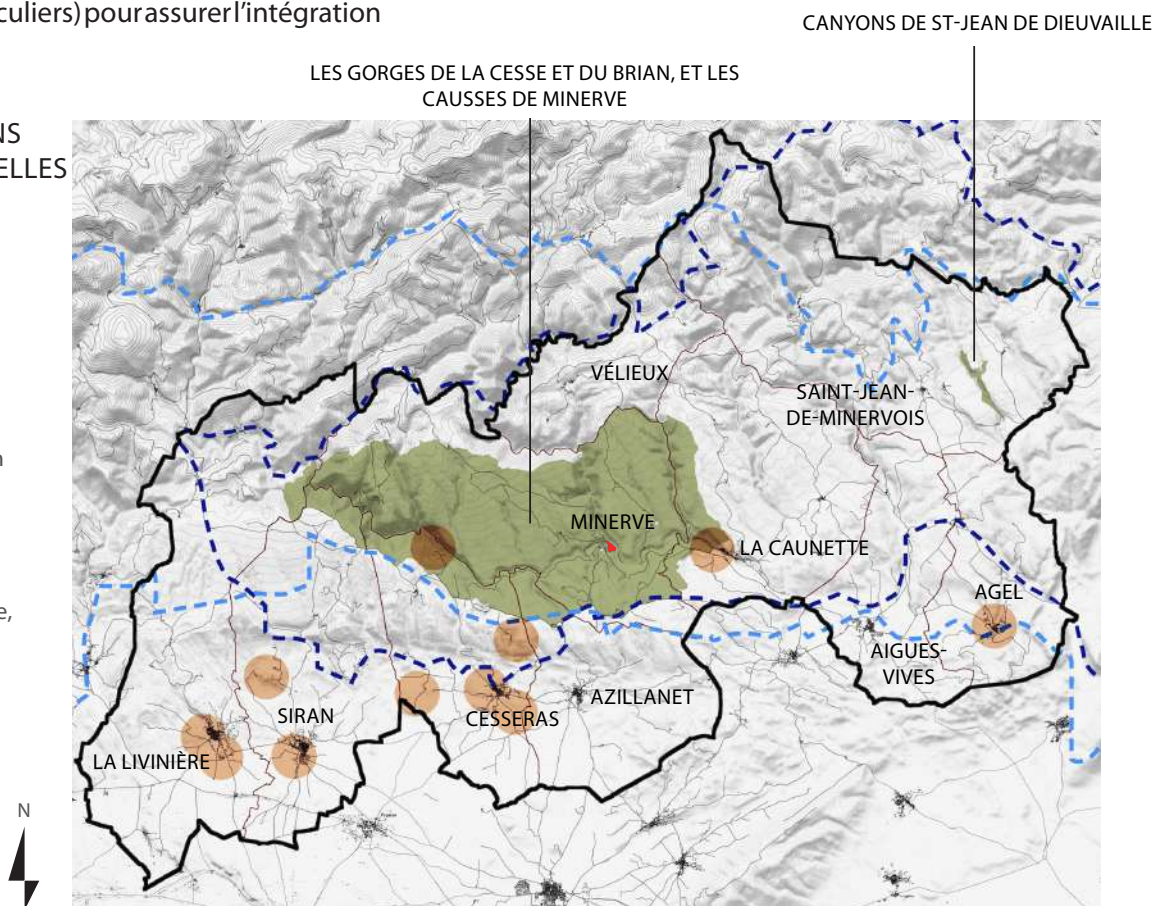 culiers) pour assurer l'intégration
CANYONS DE ST-JEAN DE DIEUVAILLE
LES GORGES DE LA CESSE ET DU BRIAN, ET LES
CAUSSES DE MINERVE
NS
ELLES
VÉLIEUX
SAINT-JEAN-
DE-MINERVOIS
n
MINERVE
LA CAUNETTE
AGEL
e,
AIGUES-
VIVES
AZILLANET
SIRAN
CESSERAS
LA LIVINIÈRE
N